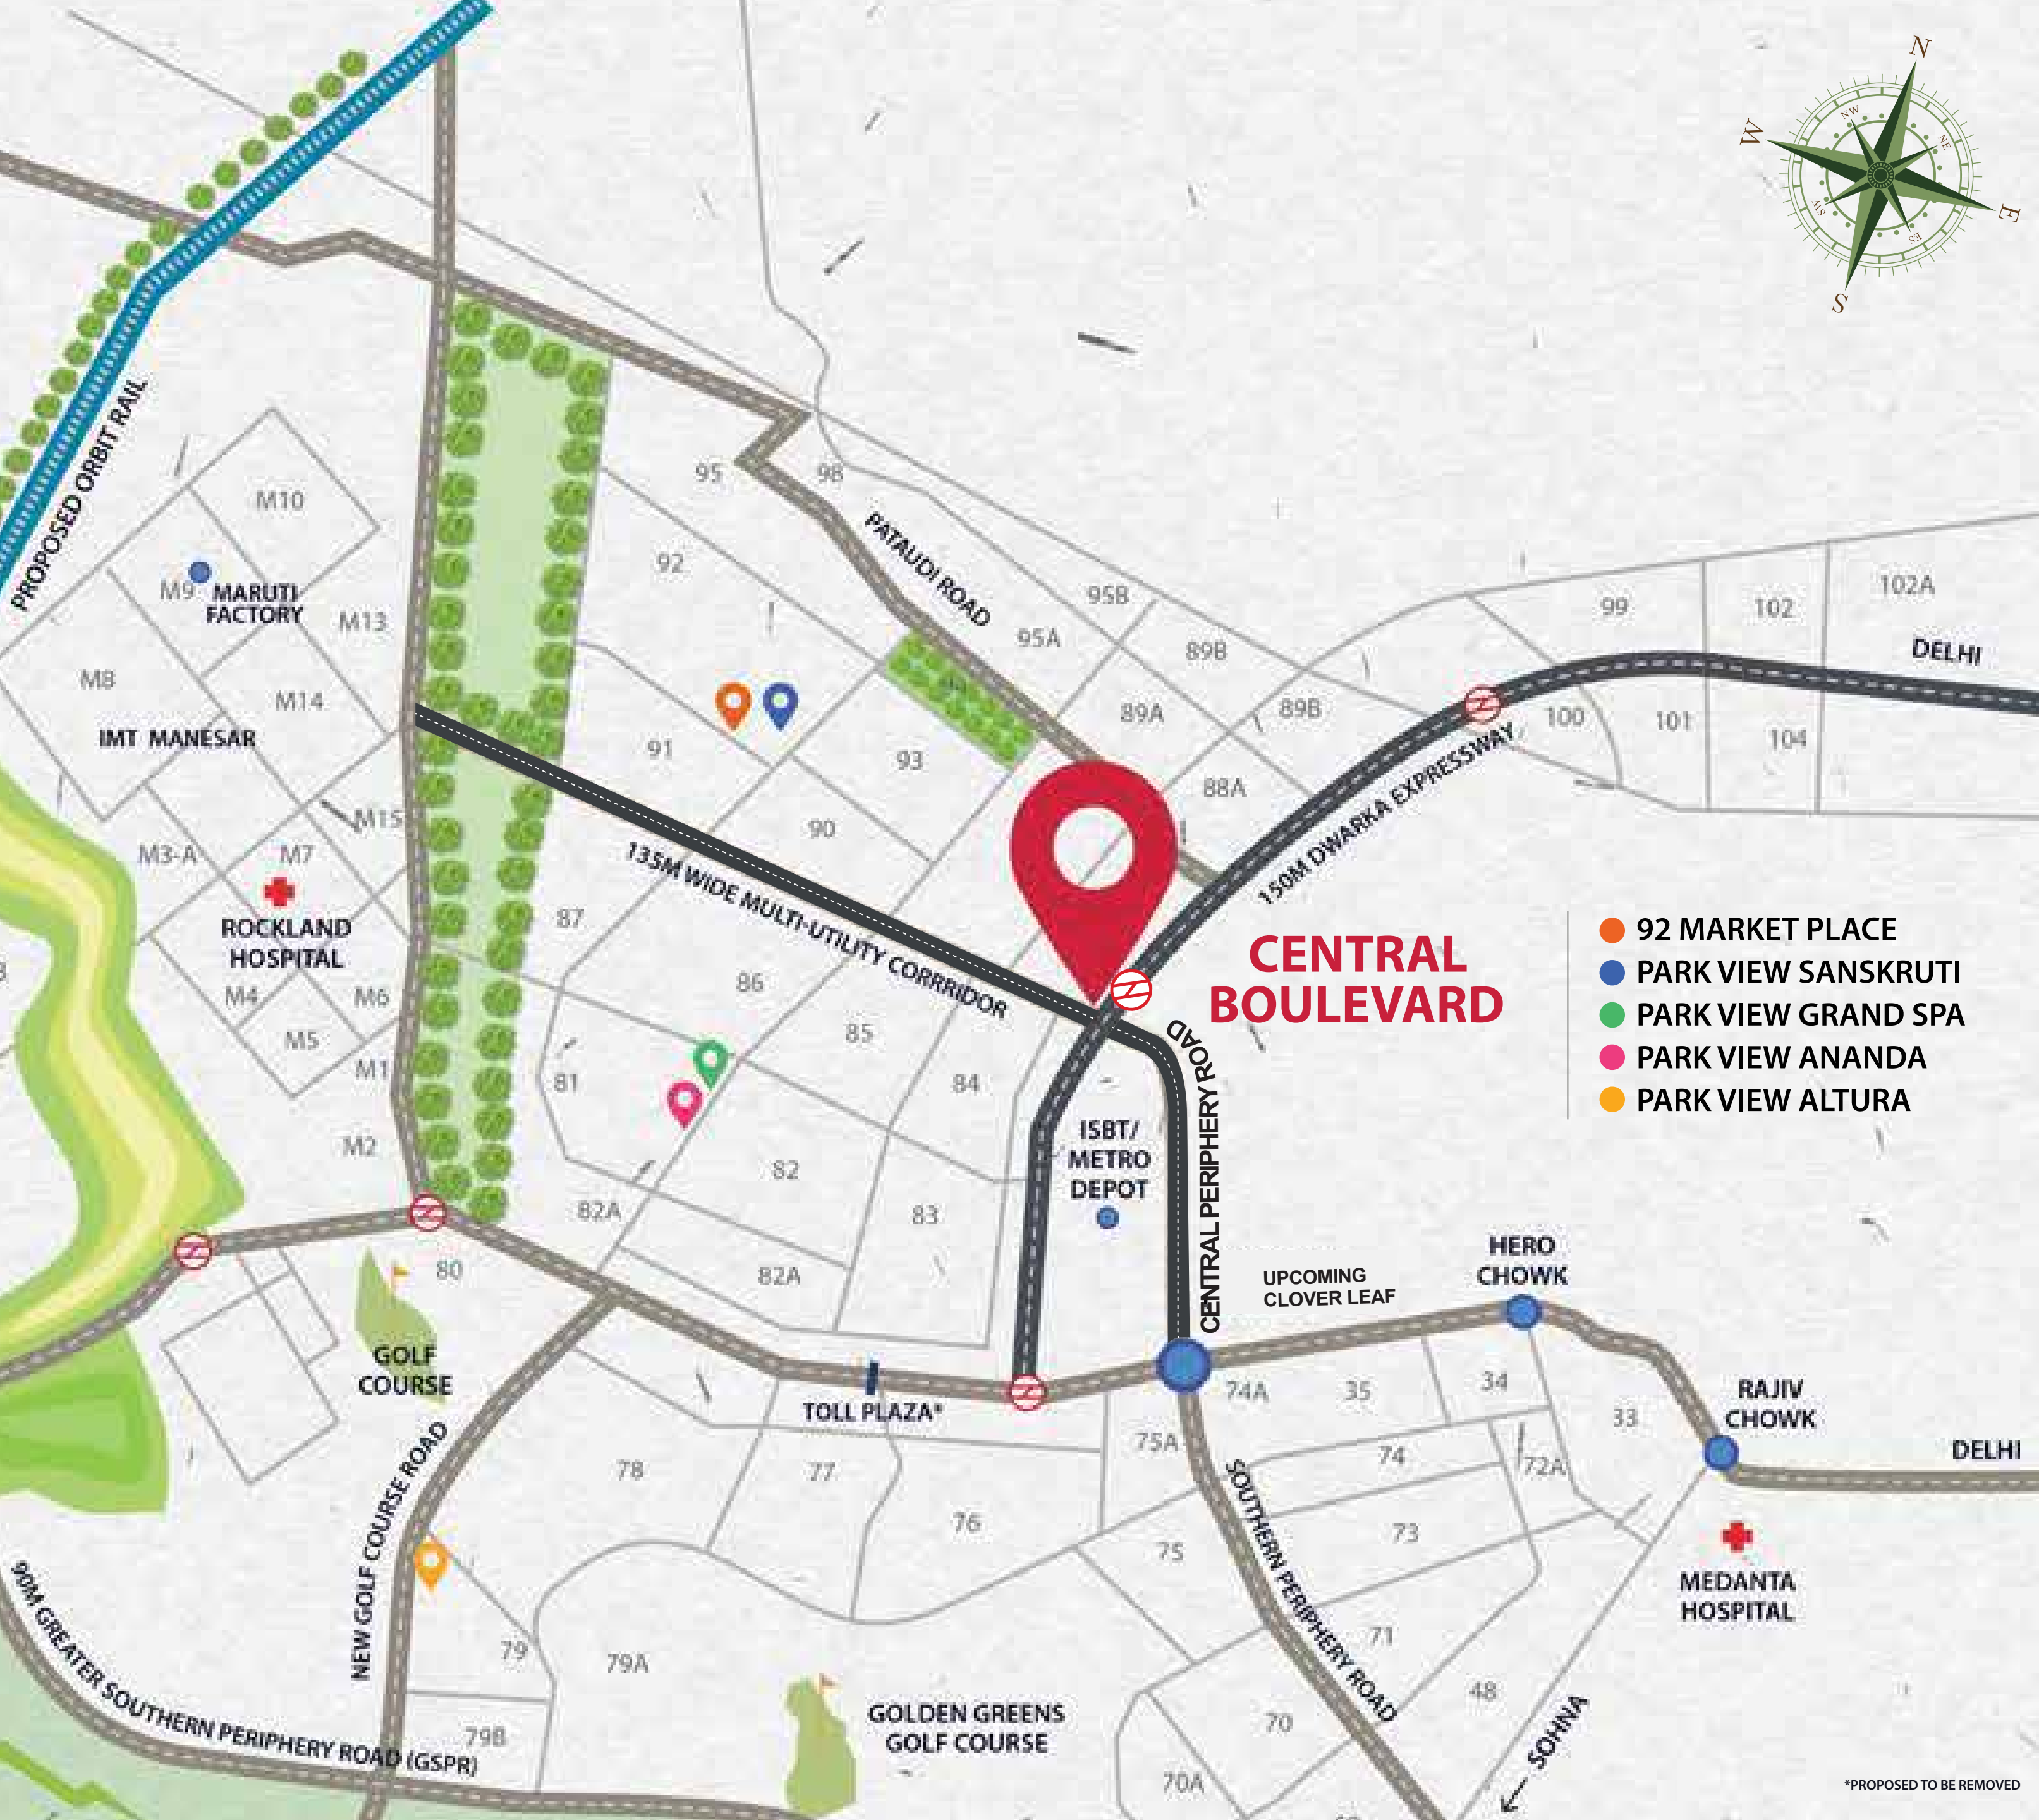 N
NW
NE
W
E
SW
ES
S
PROPOSED ORBIT RAIL
95
98
M10
92
PATAUDI ROAD
M9
MARUTI
FACTORY
M13
95B
95A
89B
99
102
102A
DELHI
M8
M14
IMT MANESAR
91
93
89A
89B
100
101
104
88A
90
M15
M3-A
M7
135M WIDE MULTI-UTILITY CORRRIDOR
150M DWARKA EXPRESSWAY
87
ROCKLAND
HOSPITAL
CENTRAL
BOULEVARD
92 MARKET PLACE
PARK VIEW SANSKRUTI
PARK VIEW GRAND SPA
PARK VIEW ANANDA
PARK VIEW ALTURA
M4
M6
M5
M1
M2
86
85
84
81
82
82A
83
82A
80
CENTRAL PERIPHERY ROAD
ISBT/
METRO
DEPOT
HERO
CHOWK
UPCOMING
CLOVER LEAF
GOLF
COURSE
TOLL PLAZA*
74A
35
34
33
RAJIV
CHOWK
DELHI
NEW GOLF COURSE ROAD
78
77
76
75A
75
74
72A
73
SOUTHERN PERIPHERY ROAD
MEDANTA
HOSPITAL
79
79A
79B
71
48
70
70A
SOHNA
GOLDEN GREENS
GOLF COURSE
90M GREATER SOUTHERN PERIPHERY ROAD (GSPR)
*PROPOSED TO BE REMOVED